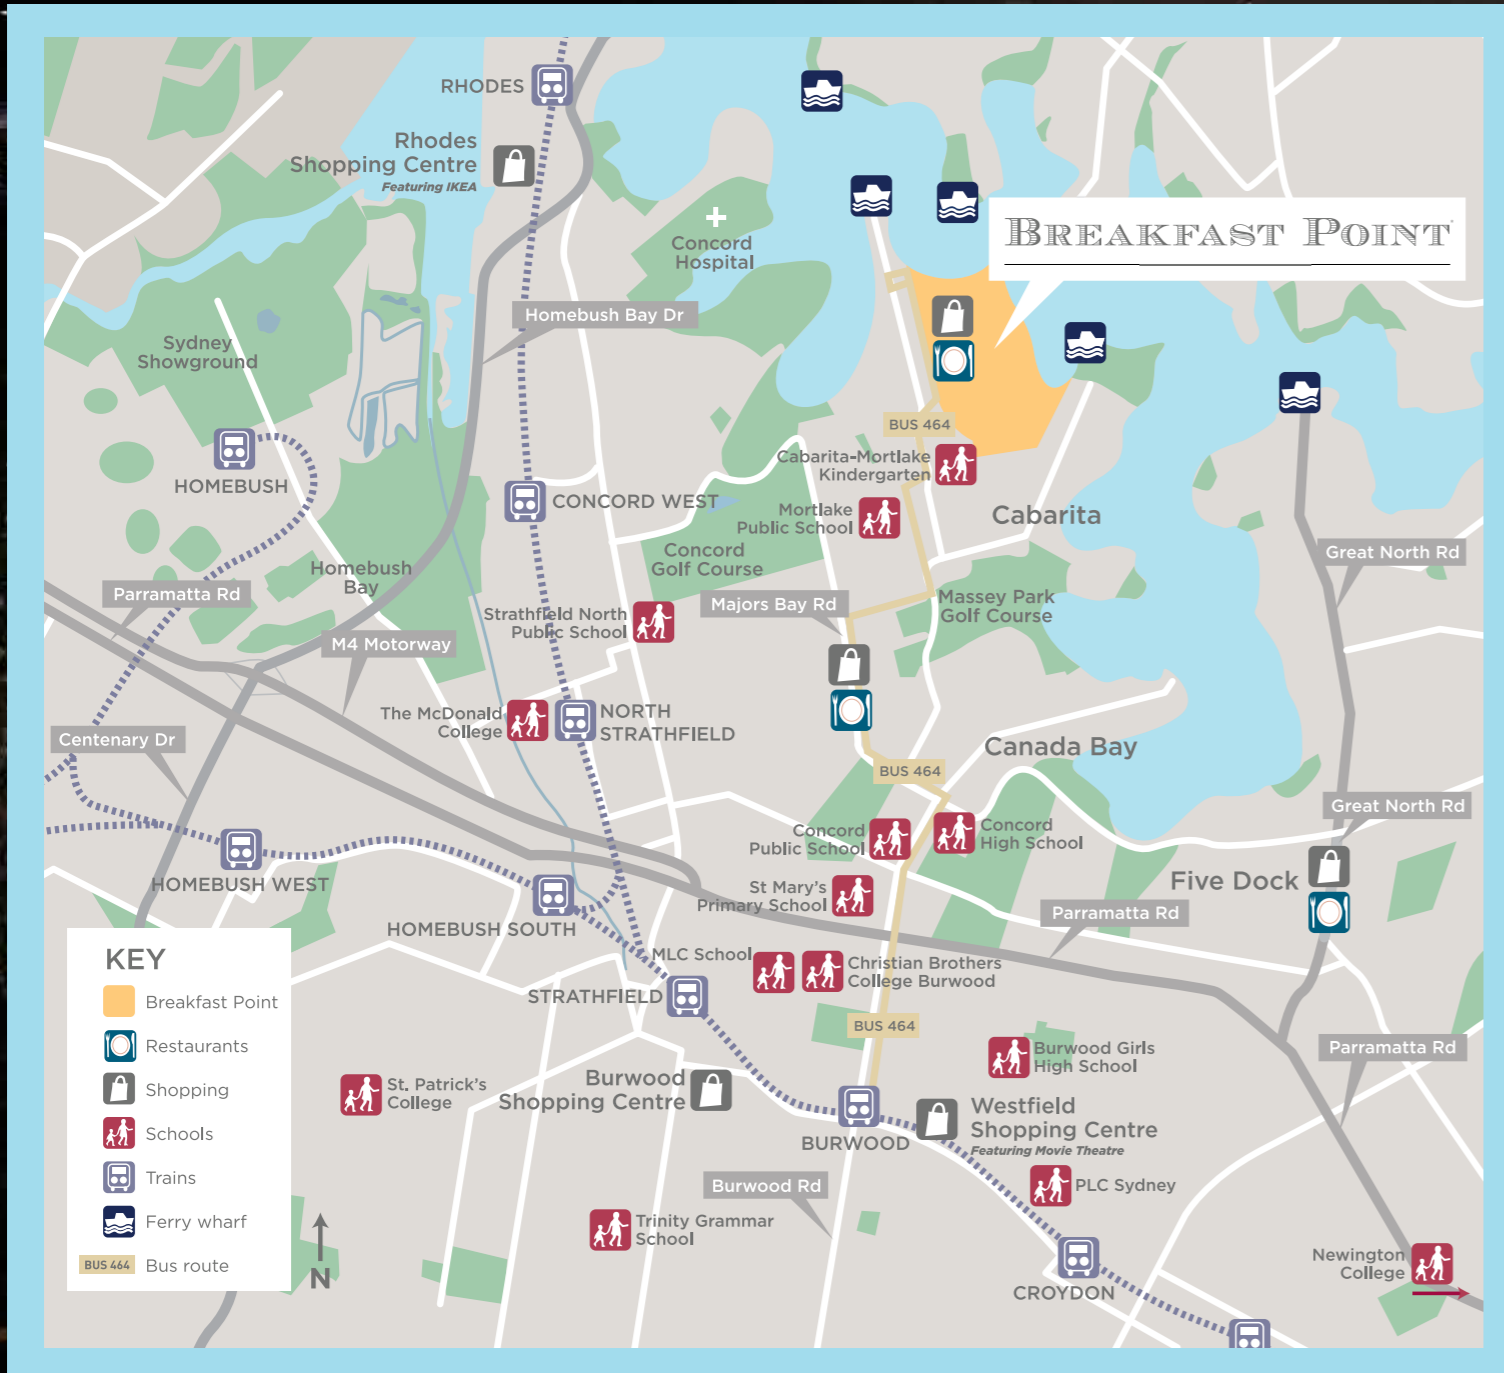 RHODES
Rhodes
Shopping Centre
Featuring IKEA
Concord
Hospital
BREAKFAST POINT
Homebush Bay Dr
Sydney
Showground
BUS 464
HOMEBUSH
Cabarita-Mortlake
Kindergarten
CONCORD WEST
Mortlake
Public School
Cabarita
Concord
Golf Course
Great North Rd
Homebush
Bay
Parramatta Rd
Strathfield North
Public School
Majors Bay Rd
Massey Park
Golf Course
M4 Motorway
The McDonald
College
NORTH
STRATHFIELD
Centenary Dr
Canada Bay
BUS 464
Great North Rd
Concord
Public School
Concord
High School
HOMEBUSH WEST
Five Dock
St Mary's
Primary School
Parramatta Rd
HOMEBUSH SOUTH
MLC School
Christian Brothers
College Burwood
STRATHFIELD
BUS 464
Burwood Girls
High School
Parramatta Rd
St. Patrick's
College
Burwood
Shopping Centre
BURWOOD
Westfield
Shopping Centre
Featuring Movie Theatre
Burwood Rd
PLC Sydney
Trinity Grammar
School
CROYDON
Newington
College
KEY
Breakfast Point
Restaurants
Shopping
Schools
Trains
Ferry wharf
BUS 464 Bus route
N